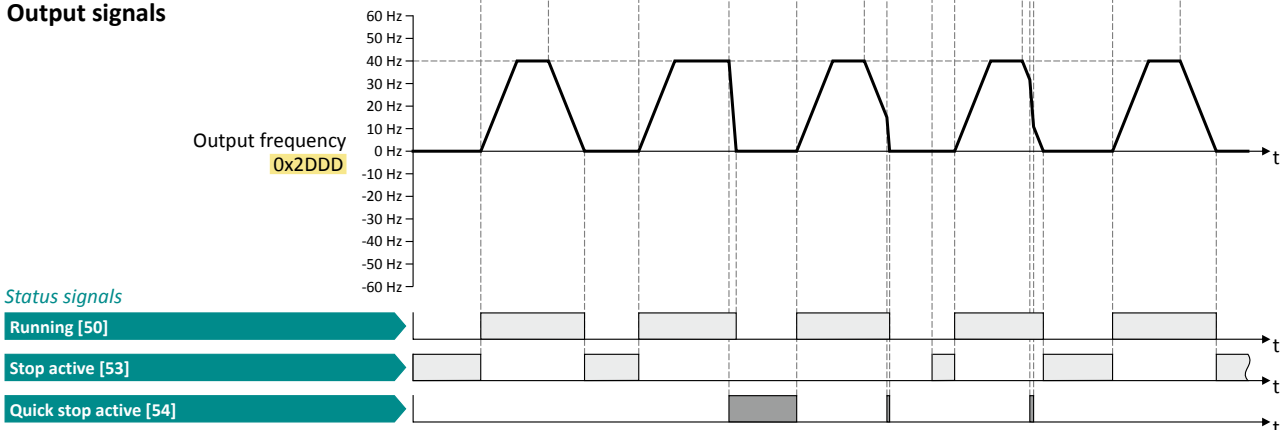 Output signals
60 Hz
50 Hz
40 Hz
30 Hz
20 Hz
10 Hz
0 Hz
-10 Hz
-20 Hz
-30 Hz
-40 Hz
-50 Hz
-60 Hz
Output frequency
0x2DDD
t
Status signals
Running [50]
t
Stop active [53]
t
Quick stop active [54]
t